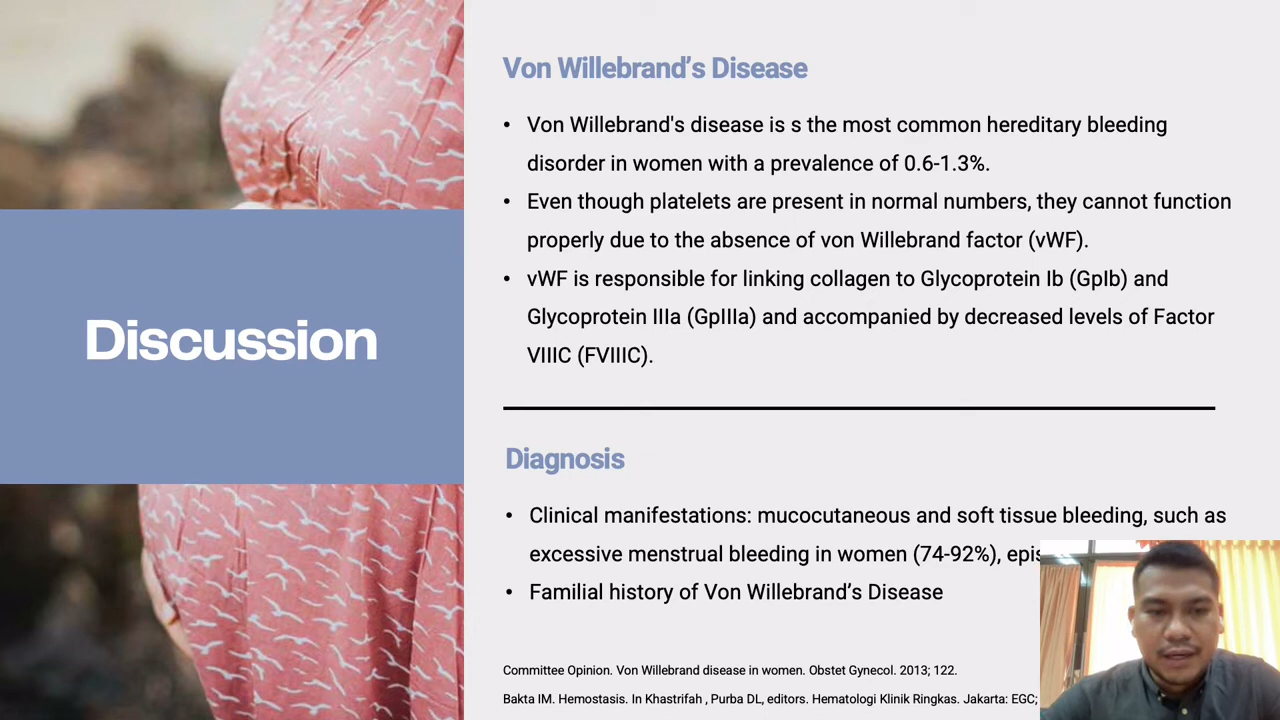 Discussion
Von Willebrand’s Disease
• Von Willebrand's disease is s the most common hereditary bleeding
disorder in women with a prevalence of 0.6-1.3%.
• Even though platelets are present in normal numbers, they cannot function
properly due to the absence of von Willebrand factor (vWF).
• vWF is responsible for linking collagen to Glycoprotein Ib (GpIb) and
Glycoprotein IIIa (GpIIIa) and accompanied by decreased levels of Factor
VIIIC (FVIIIC).
Diagnosis
• Clinical manifestations: mucocutaneous and soft tissue bleeding, such as
excessive menstrual bleeding in women (74-92%),
• Familial history of Von Willebrand’s Disease
Committee Opinion. Von Willebrand disease in women. Obstet Gynecol. 2013; 122.
Bakta IM. Hemostasis. In Khastrifah , Purba DL, editors. Hematologi Klinik Ringkas. Jakarta: EGC;